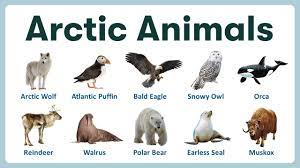 Arctic Animals
Arctic Wolf Atlantic Puffin Bald Eagle Snowy Owl Orca
Reindeer Walrus Polar Bear Earless Seal Muskox